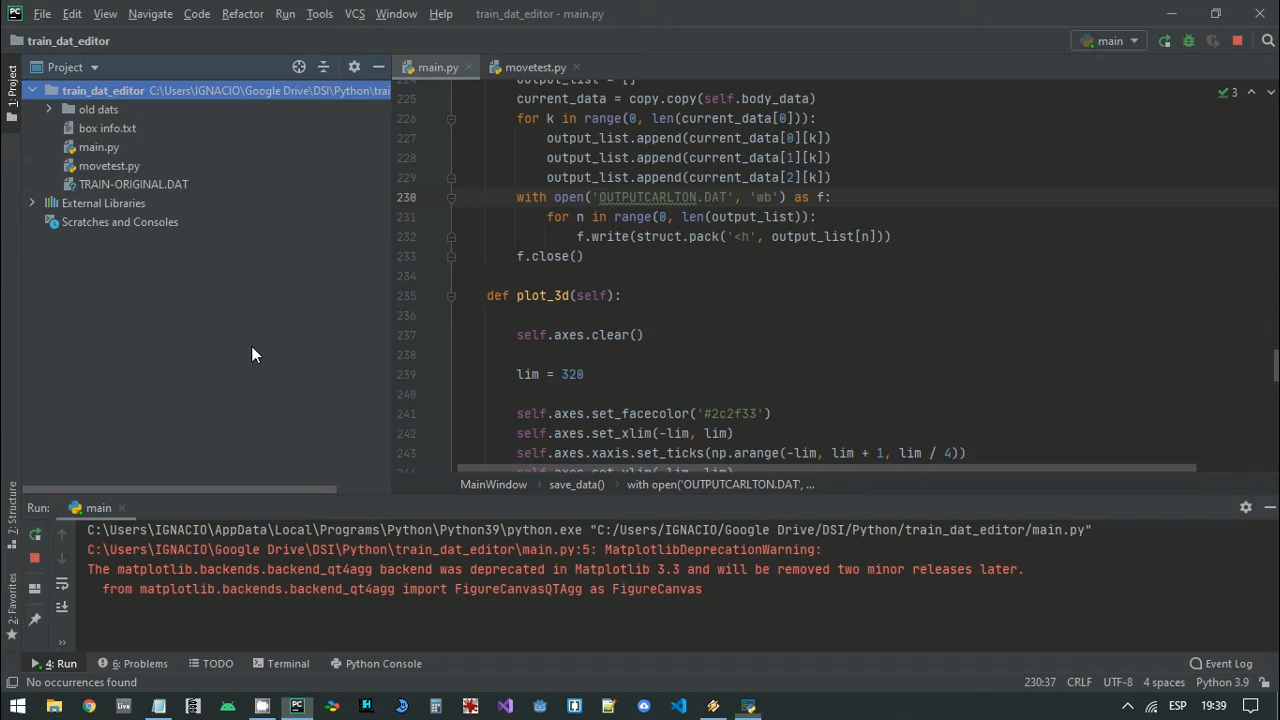 PC File Edit View Navigate Code Refactor Run Tools VCS Window Help train_dat_editor - main.py
train_dat_editor main
Project main.py movetest.py
train_dat_editor C:\Users\IGNACIO\Google Drive\DSI\Python\trai
old dats
box info.txt
main.py
movetest.py
TRAIN-ORIGINAL.DAT
External Libraries
Scratches and Consoles
1: Project
7: Structure
2: Favorites
3
224 output_list = []
225 current_data = copy.copy(self.body_data)
226 for k in range(0, len(current_data[0])):
227 output_list.append(current_data[0][k])
228 output_list.append(current_data[1][k])
229 output_list.append(current_data[2][k])
230 with open('OUTPUTCARLTON.DAT', 'wb') as f:
231 for n in range(0, len(output_list)):
232 f.write(struct.pack('<h', output_list[n]))
233 f.close()
234
235 def plot_3d(self):
236
237 self.axes.clear()
238
239 lim = 320
240
241 self.axes.set_facecolor('#2c2f33')
242 self.axes.set_xlim(-lim, lim)
243 self.axes.xaxis.set_ticks(np.arange(-lim, lim + 1, lim / 4))
MainWindow save_data() with open('OUTPUTCARLTON.DAT', ...
Run: main
C:\Users\IGNACIO\AppData\Local\Programs\Python\Python39\python.exe "C:/Users/IGNACIO/Google Drive/DSI/Python/train_dat_editor/main.py"
C:\Users\IGNACIO\Google Drive\DSI\Python\train_dat_editor\main.py:5: MatplotlibDeprecationWarning:
The matplotlib.backends.backend_qt4agg backend was deprecated in Matplotlib 3.3 and will be removed two minor releases later.
from matplotlib.backends.backend_qt4agg import FigureCanvasQTAgg as FigureCanvas
4: Run 6: Problems TODO Terminal Python Console Event Log
No occurrences found 230:37 CRLF UTF-8 4 spaces Python 3.9
ESP 19:39